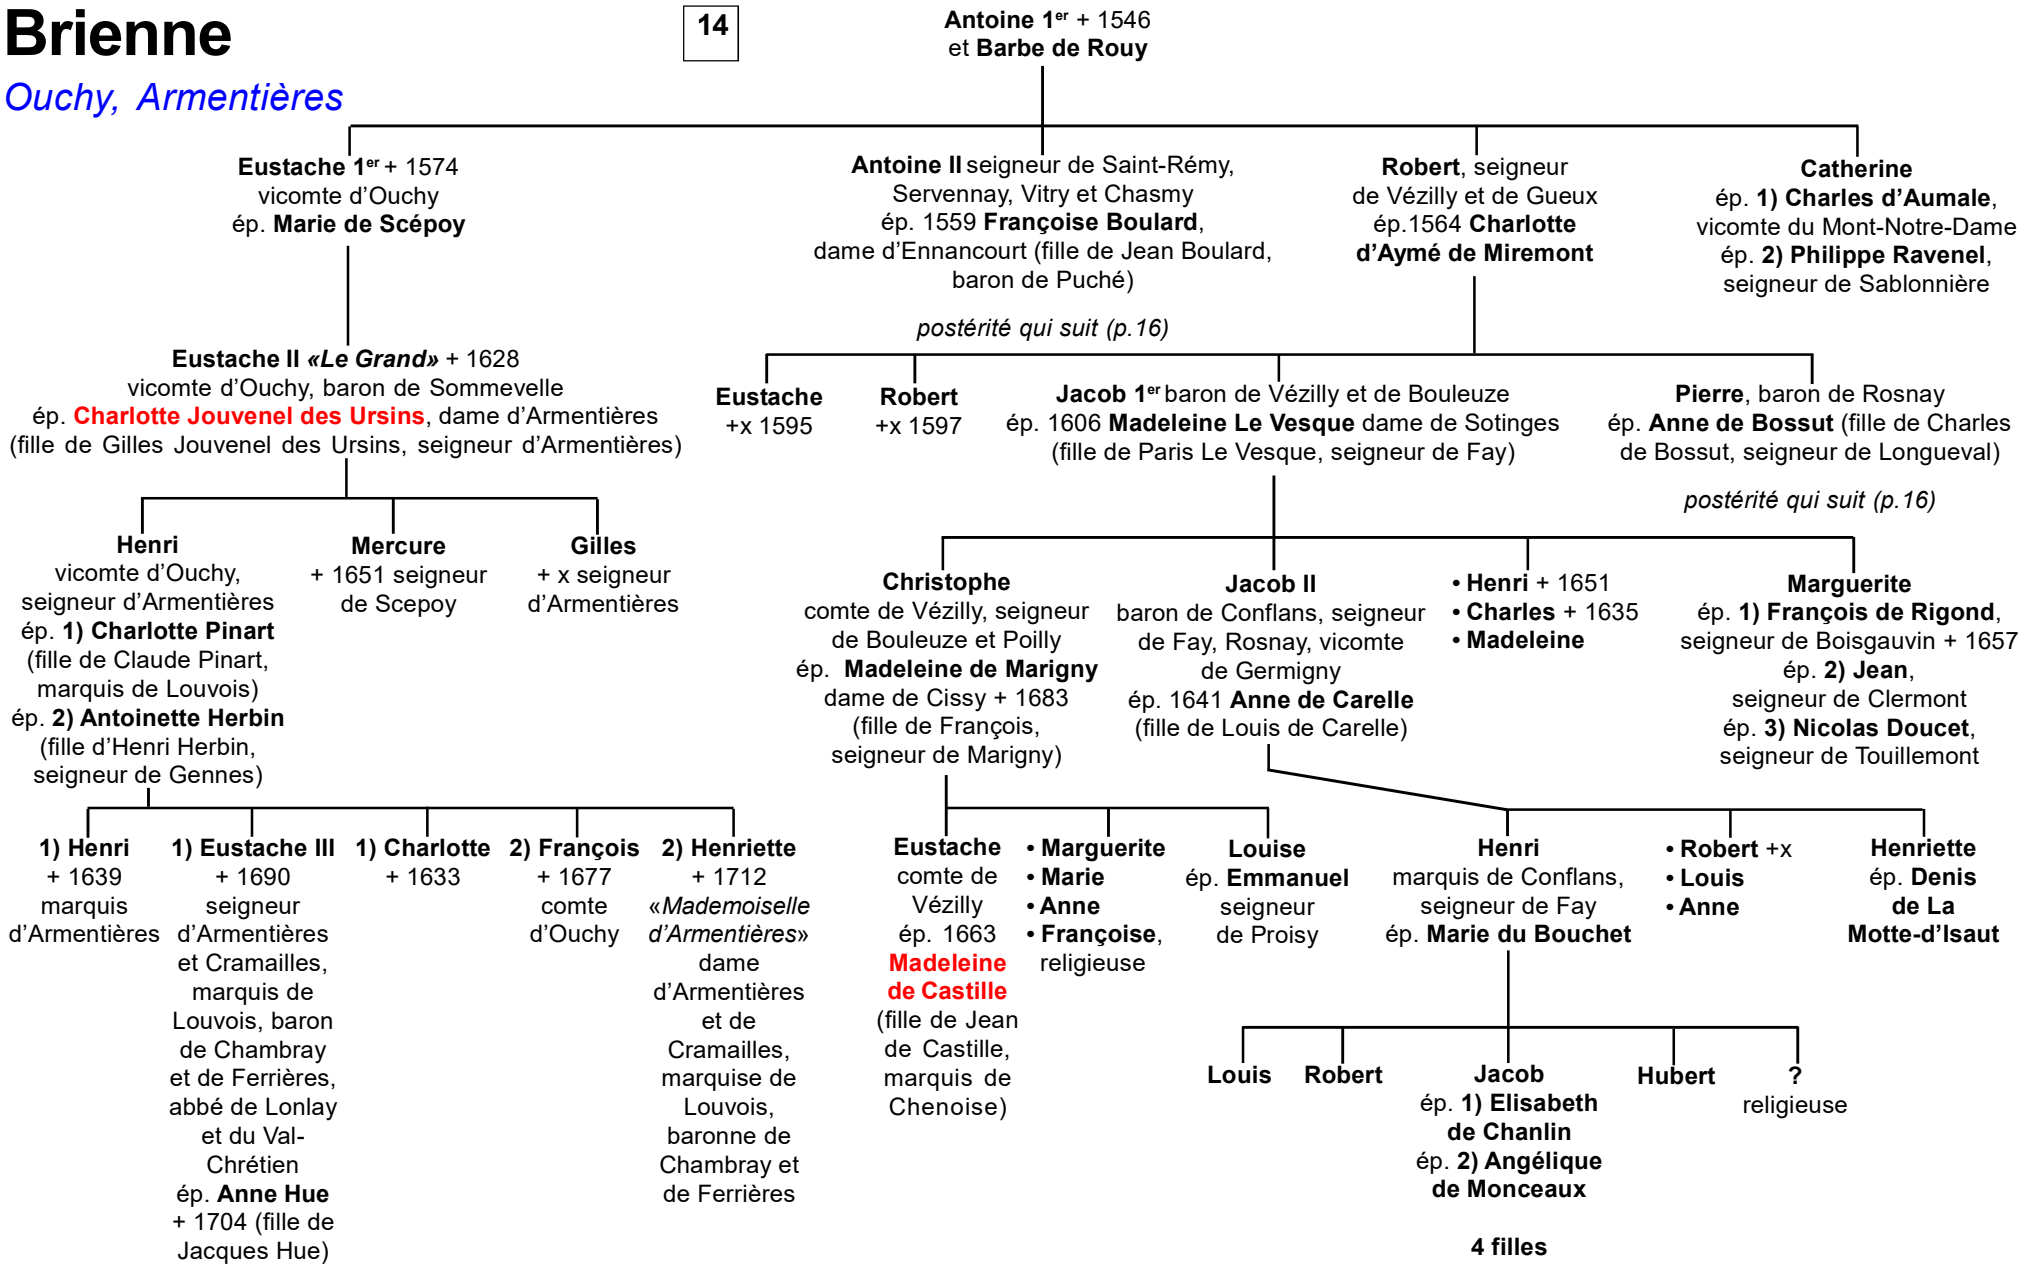 Brienne
Ouchy, Armentières
14
Antoine 1er + 1546
et Barbe de Rouy
Eustache 1er + 1574
vicomte d'Ouchy
ép. Marie de Scépoy
Antoine II seigneur de Saint-Rémy,
Servennay, Vitry et Chasmy
ép. 1559 Françoise Boulard,
dame d'Ennancourt (fille de Jean Boulard,
baron de Puché)
postérité qui suit (p.16)
Robert, seigneur
de Vézilly et de Gueux
ép.1564 Charlotte
d'Aymé de Miremont
Catherine
ép. 1) Charles d'Aumale,
vicomte du Mont-Notre-Dame
ép. 2) Philippe Ravenel,
seigneur de Sablonnière
Eustache II «Le Grand» + 1628
vicomte d'Ouchy, baron de Sommevelle
ép. Charlotte Jouvenel des Ursins, dame d'Armentières
(fille de Gilles Jouvenel des Ursins, seigneur d'Armentières)
Eustache
+x 1595
Robert
+x 1597
Jacob 1er baron de Vézilly et de Bouleuze
ép. 1606 Madeleine Le Vesque dame de Sotinges
(fille de Paris Le Vesque, seigneur de Fay)
Pierre, baron de Rosnay
ép. Anne de Bossut (fille de Charles
de Bossut, seigneur de Longueval)
postérité qui suit (p.16)
Henri
vicomte d'Ouchy,
seigneur d'Armentières
ép. 1) Charlotte Pinart
(fille de Claude Pinart,
marquis de Louvois)
ép. 2) Antoinette Herbin
(fille d'Henri Herbin,
seigneur de Gennes)
Mercure
+ 1651 seigneur
de Scepoy
Gilles
+ x seigneur
d'Armentières
Christophe
comte de Vézilly, seigneur
de Bouleuze et Poilly
ép. Madeleine de Marigny
dame de Cissy + 1683
(fille de François,
seigneur de Marigny)
Jacob II
baron de Conflans, seigneur
de Fay, Rosnay, vicomte
de Germigny
ép. 1641 Anne de Carelle
(fille de Louis de Carelle)
• Henri + 1651
• Charles + 1635
• Madeleine
Marguerite
ép. 1) François de Rigond,
seigneur de Boisgauvin + 1657
ép. 2) Jean,
seigneur de Clermont
ép. 3) Nicolas Doucet,
seigneur de Touillemont
1) Henri
+ 1639
marquis
d'Armentières
1) Eustache III
+ 1690
seigneur
d'Armentières
et Cramailles,
marquis de
Louvois, baron
de Chambray
et de Ferrières,
abbé de Lonlay
et du Val-
Chrétien
ép. Anne Hue
+ 1704 (fille de
Jacques Hue)
1) Charlotte
+ 1633
2) François
+ 1677
comte
d'Ouchy
2) Henriette
+ 1712
«Mademoiselle
d'Armentières»
dame
d'Armentières
et de
Cramailles,
marquise de
Louvois,
baronne de
Chambray et
de Ferrières
Eustache
comte de
Vézilly
ép. 1663
Madeleine
de Castille
(fille de Jean
de Castille,
marquis de
Chenoise)
• Marguerite
• Marie
• Anne
• Françoise,
religieuse
Louise
ép. Emmanuel
seigneur
de Proisy
Henri
marquis de Conflans,
seigneur de Fay
ép. Marie du Bouchet
• Robert +x
• Louis
• Anne
Henriette
ép. Denis
de La
Motte-d'Isaut
Louis
Robert
Jacob
ép. 1) Elisabeth
de Chanlin
ép. 2) Angélique
de Monceaux
4 filles
Hubert
?
religieuse